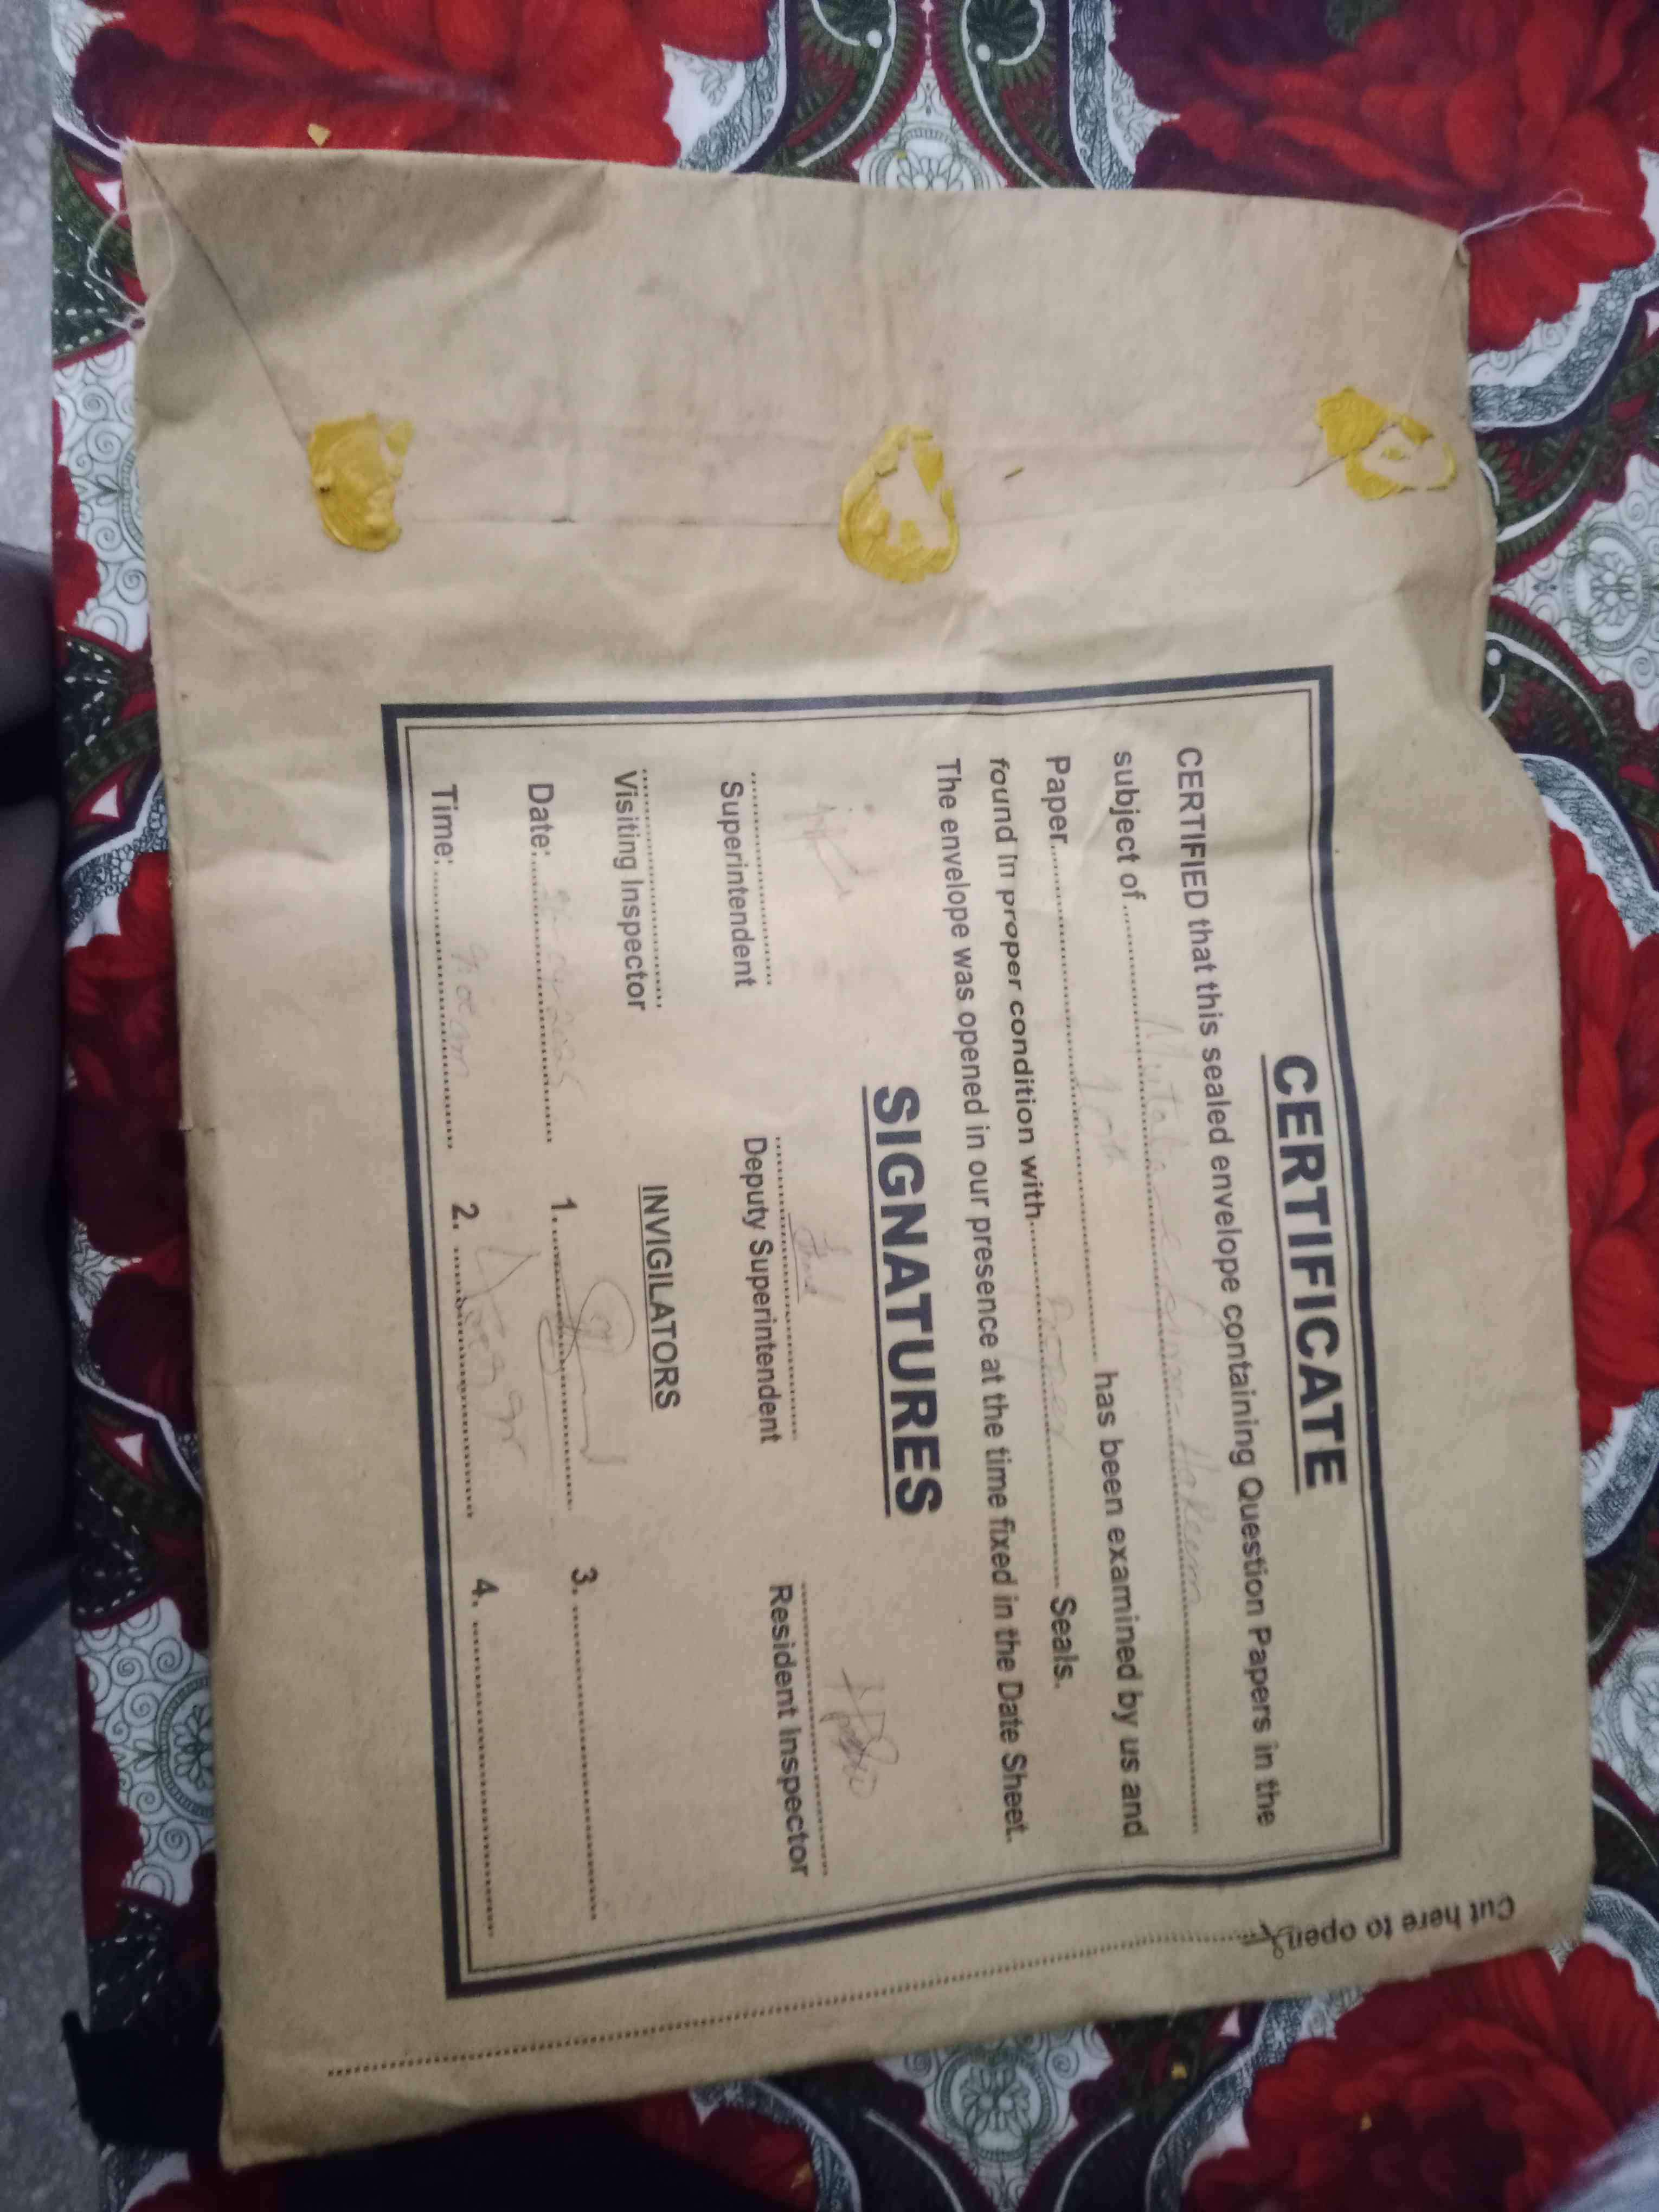 CERTIFICATE
CERTIFIED that this sealed envelope containing Question Papers in the
subject of ........................
Paper............ 10th ............ has been examined by us and
found in proper condition with............ Proper ............ Seals.
The envelope was opened in our presence at the time fixed in the Date Sheet.
SIGNATURES
Superintendent Deputy Superintendent Resident Inspector
Visiting Inspector INVIGILATORS
Date:............ 1............. 3. ............
Time:............ 2. ............ 4. ............
Cut here to open